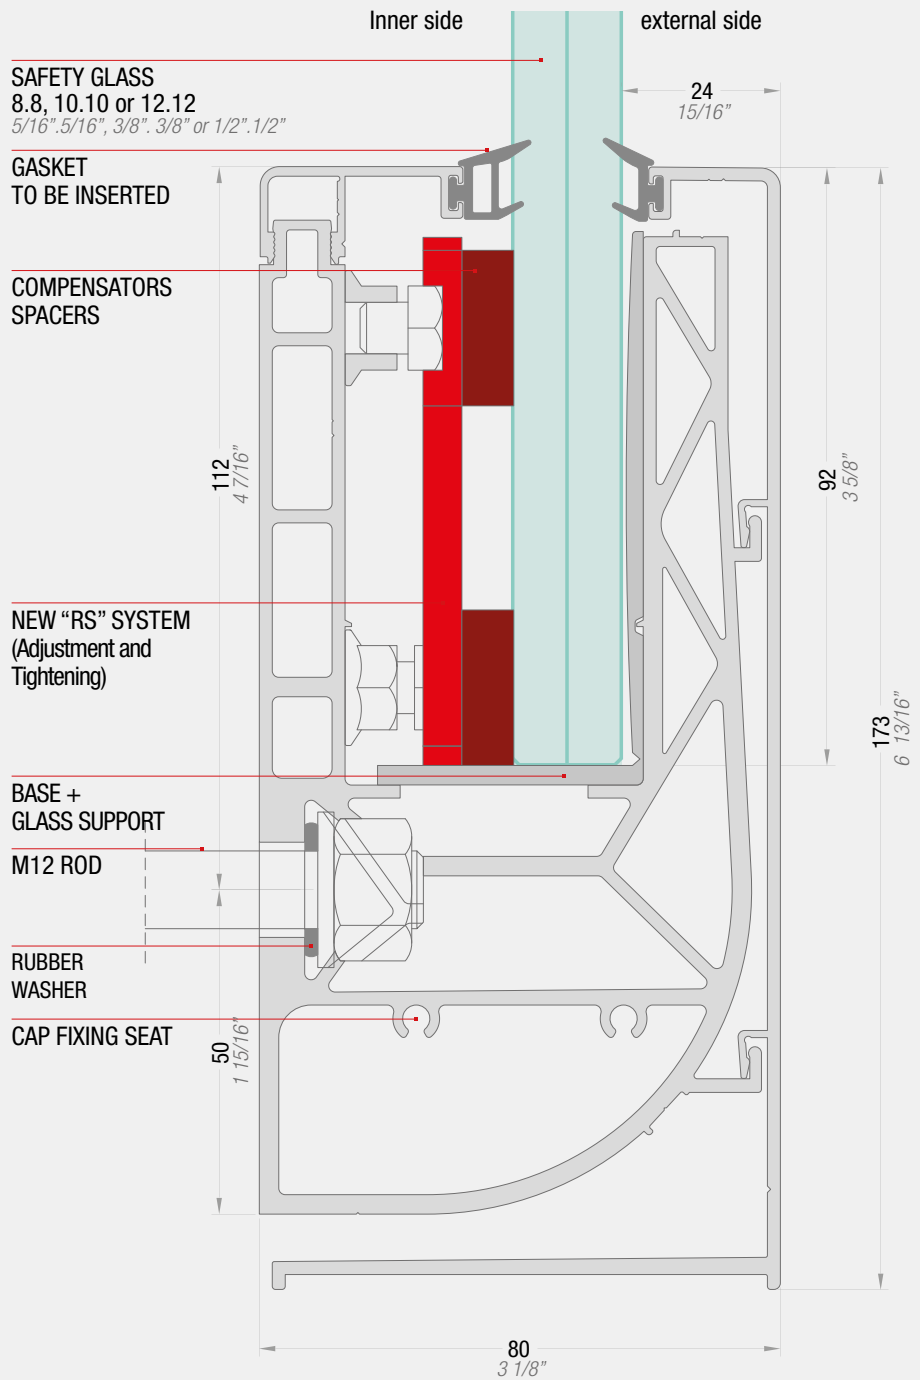 Inner side
external side
SAFETY GLASS
8.8, 10.10 or 12.12
5/16”.5/16”, 3/8”. 3/8” or 1/2”.1/2”
24
15/16”
GASKET
TO BE INSERTED
COMPENSATORS
SPACERS
112
4 7/16”
92
3 5/8”
NEW “RS” SYSTEM
(Adjustment and
Tightening)
173
6 13/16”
BASE +
GLASS SUPPORT
M12 ROD
RUBBER
WASHER
CAP FIXING SEAT
50
1 15/16”
80
3 1/8”